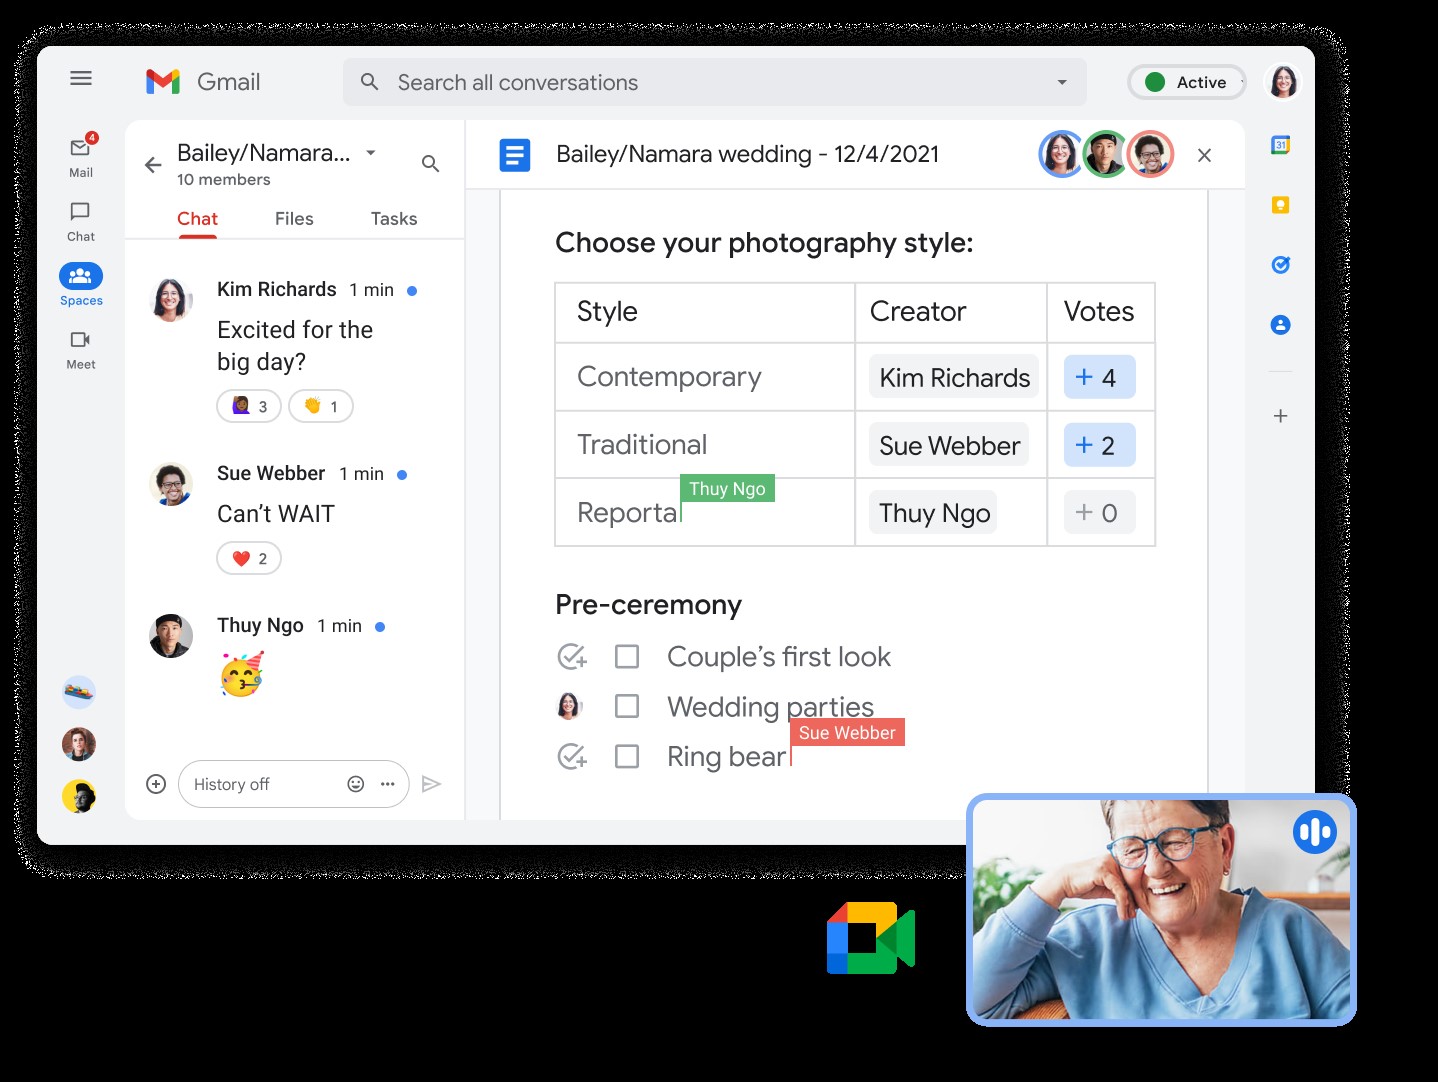 Gmail
Search all conversations
Active
4
Mail
Chat
Spaces
Meet
Bailey/Namara...
10 members
Chat Files Tasks
Kim Richards 1 min
Excited for the
big day?
3 1
Sue Webber 1 min
Can’t WAIT
2
Thuy Ngo 1 min
History off
Bailey/Namara wedding - 12/4/2021
Choose your photography style:
Style Creator Votes
Contemporary Kim Richards + 4
Traditional Sue Webber + 2
Thuy Ngo
Reporta Thuy Ngo + 0
Pre-ceremony
Couple’s first look
Wedding parties
Sue Webber
Ring bear
31